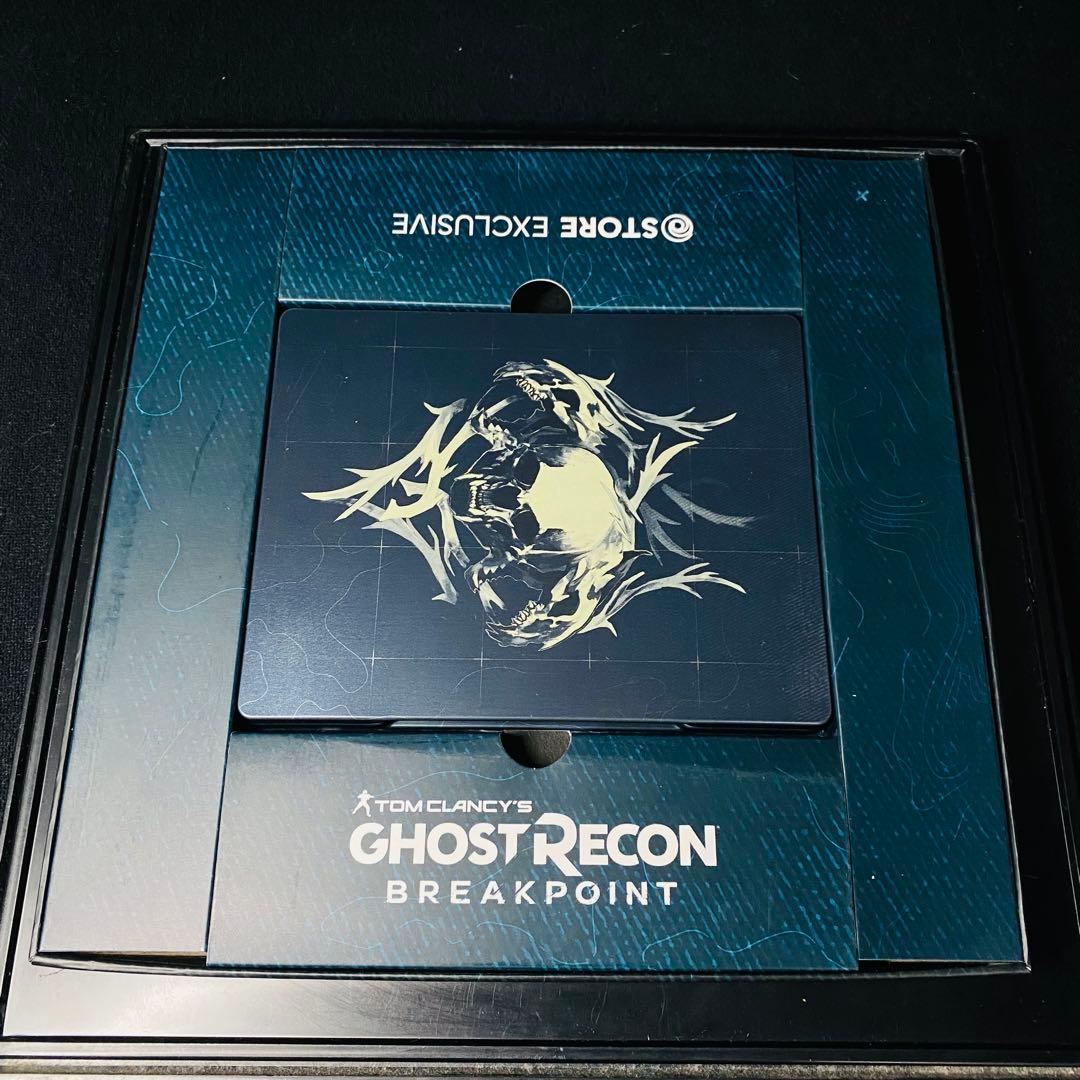 STORE EXCLUSIVE
TOM CLANCY'S
GHOST RECON
BREAKPOINT